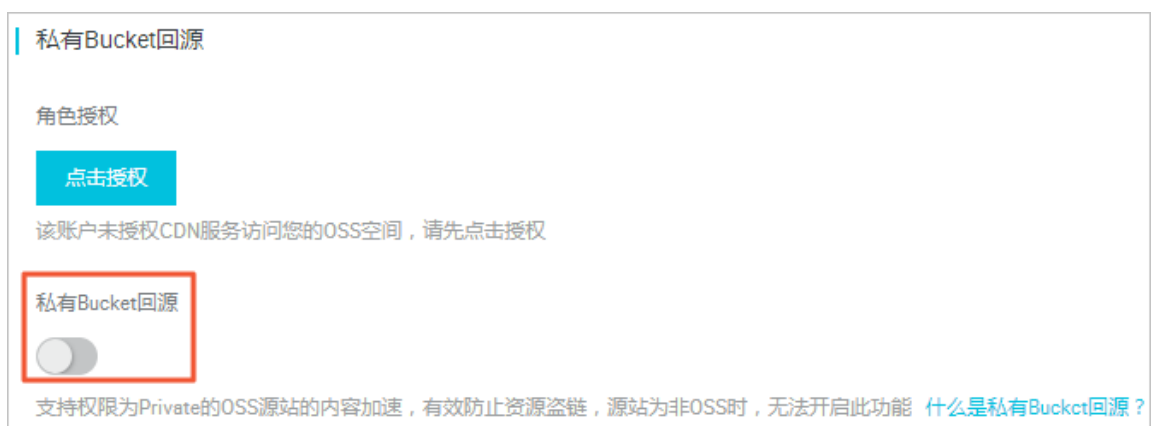 私有Bucket回源
角色授权
点击授权
该账户未授权CDN服务访问您的OSS空间，请先点击授权
私有Bucket回源
支持权限为Private的OSS源站的内容加速，有效防止资源盗链，源站为非OSS时，无法开启此功能 什么是私有Buckct回源？